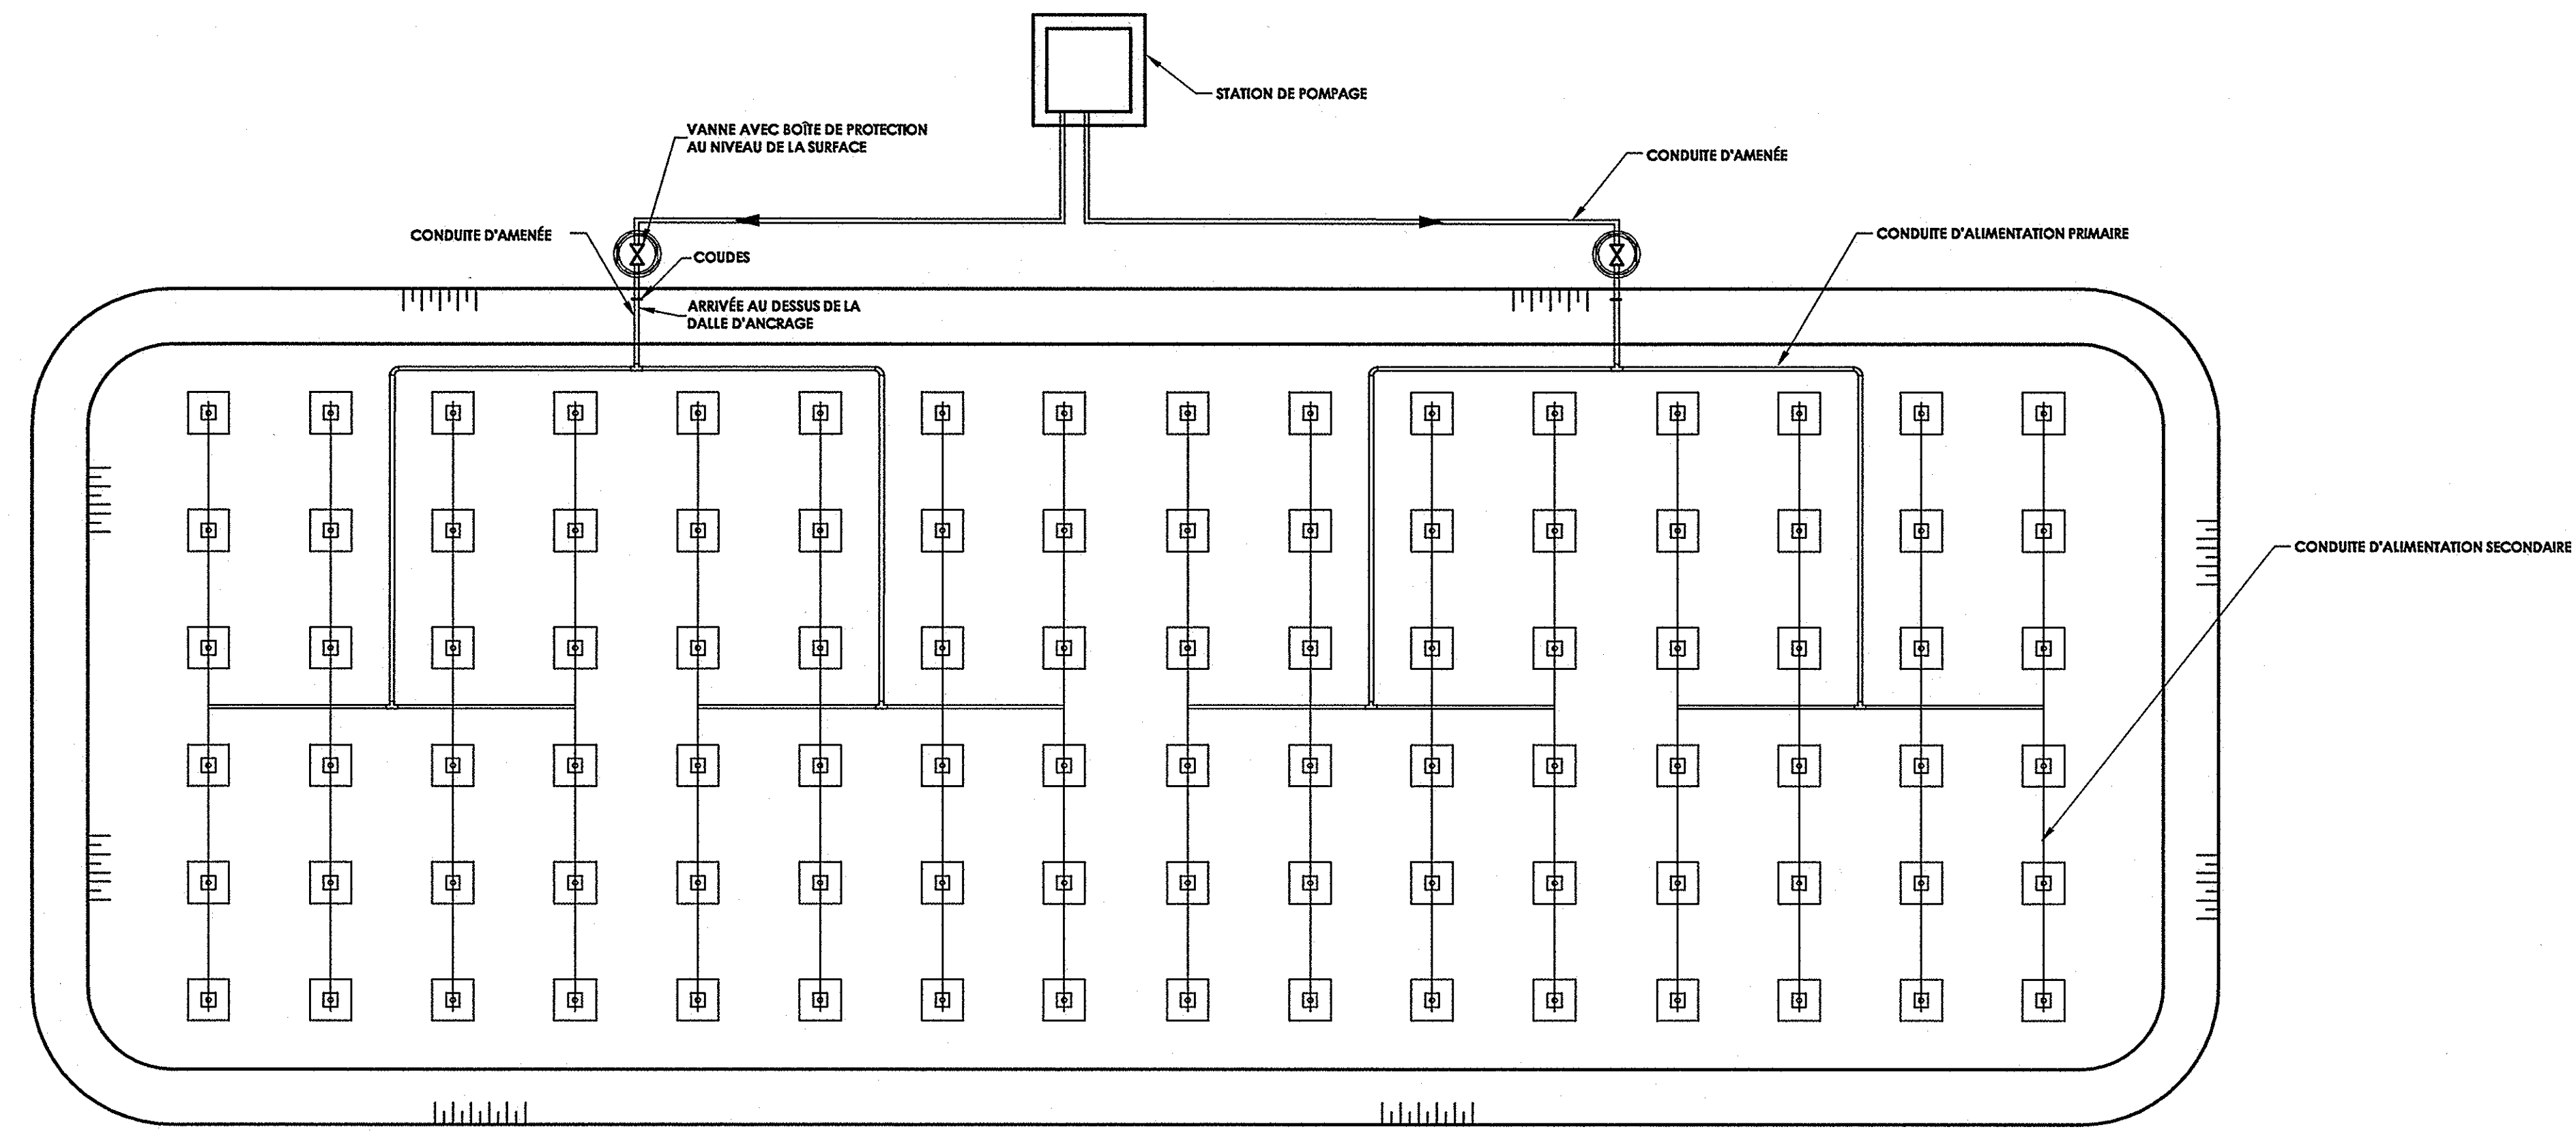 STATION DE POMPAGE
VANNE AVEC BOÎTE DE PROTECTION
AU NIVEAU DE LA SURFACE
CONDUITE D'AMENÉE
CONDUITE D'AMENÉE
CONDUITE D'ALIMENTATION PRIMAIRE
COUDES
ARRIVÉE AU DESSUS DE LA
DALLE D'ANCRAGE
CONDUITE D'ALIMENTATION SECONDAIRE